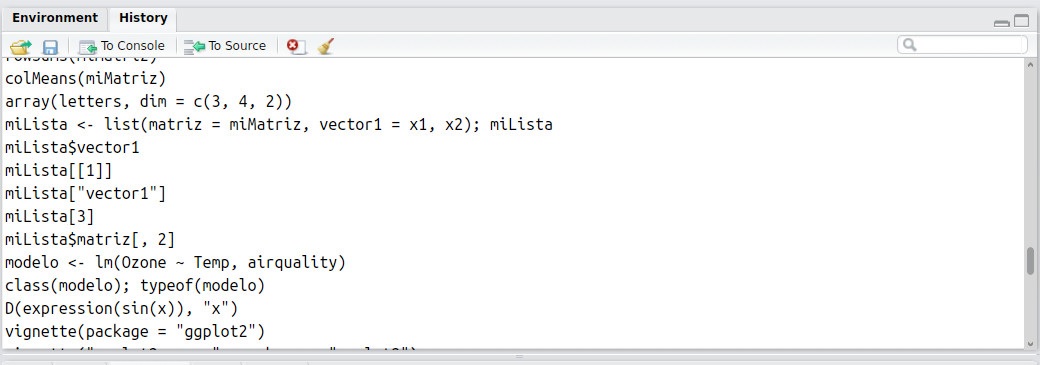 Environment History
To Console To Source
colMeans(miMatriz)
array(letters, dim = c(3, 4, 2))
miLista <- list(matriz = miMatriz, vector1 = x1, x2); miLista
miLista$vector1
miLista[[1]]
miLista["vector1"]
miLista[3]
miLista$matriz[, 2]
modelo <- lm(Ozone ~ Temp, airquality)
class(modelo); typeof(modelo)
D(expression(sin(x)), "x")
vignette(package = "ggplot2")